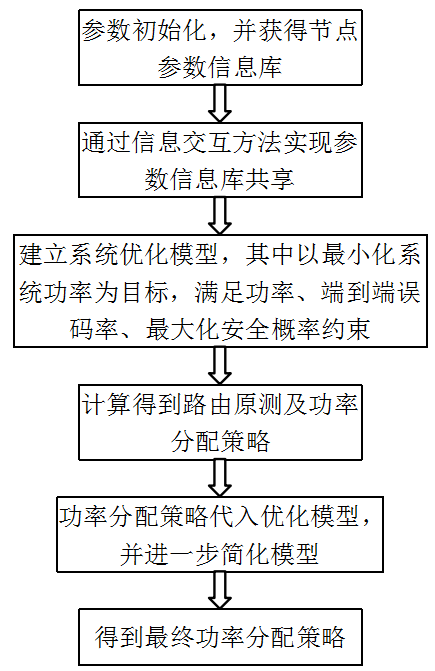 参数初始化，并获得节点
参数信息库
通过信息交互方法实现参
数信息库共享
建立系统优化模型，其中以最小化系
统功率为目标，满足功率、端到端误
码率、最大化安全概率约束
计算得到路由原测及功率
分配策略
功率分配策略代入优化模型，
并进一步简化模型
得到最终功率分配策略